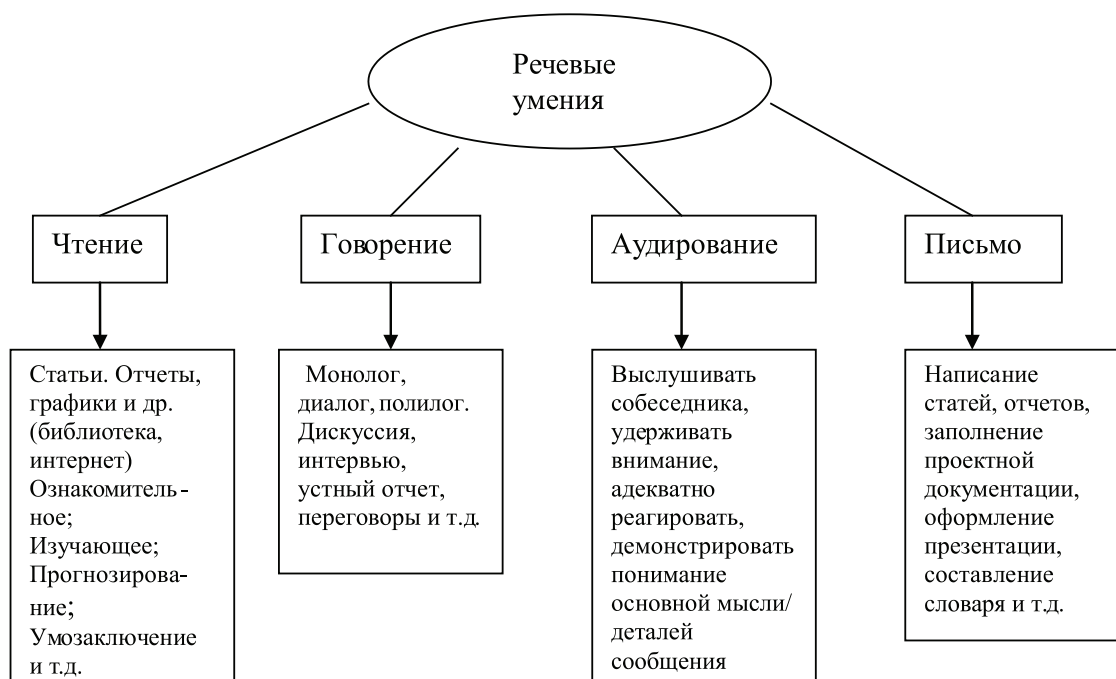 Речевые
умения
Чтение
Говорение
Аудирование
Письмо
Статьи. Отчеты,
графики и др.
(библиотека,
интернет)
Ознакомитель-
ное;
Изучающее;
Прогнозирова-
ние;
Умозаключение
и т.д.
Монолог,
диалог, полилог.
Дискуссия,
интервью,
устный отчет,
переговоры и т.д.
Выслушивать
собеседника,
удерживать
внимание,
адекватно
реагировать,
демонстрировать
понимание
основной мысли/
деталей
сообщения
Написание
статей, отчетов,
заполнение
проектной
документации,
оформление
презентации,
составление
словаря и т.д.